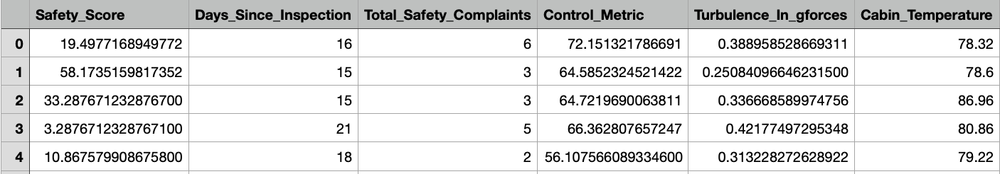 Safety_Score Days_Since_Inspection Total_Safety_Complaints Control_Metric Turbulence_In_gforces Cabin_Temperature
0 19.4977168949772 16 6 72.151321786691 0.388958528669311 78.32
1 58.1735159817352 15 3 64.5852324521422 0.25084096646231500 78.6
2 33.287671232876700 15 3 64.7219690063811 0.336668589974756 86.96
3 3.2876712328767100 21 5 66.362807657247 0.42177497295348 80.86
4 10.867579908675800 18 2 56.107566089334600 0.313228272628922 79.22